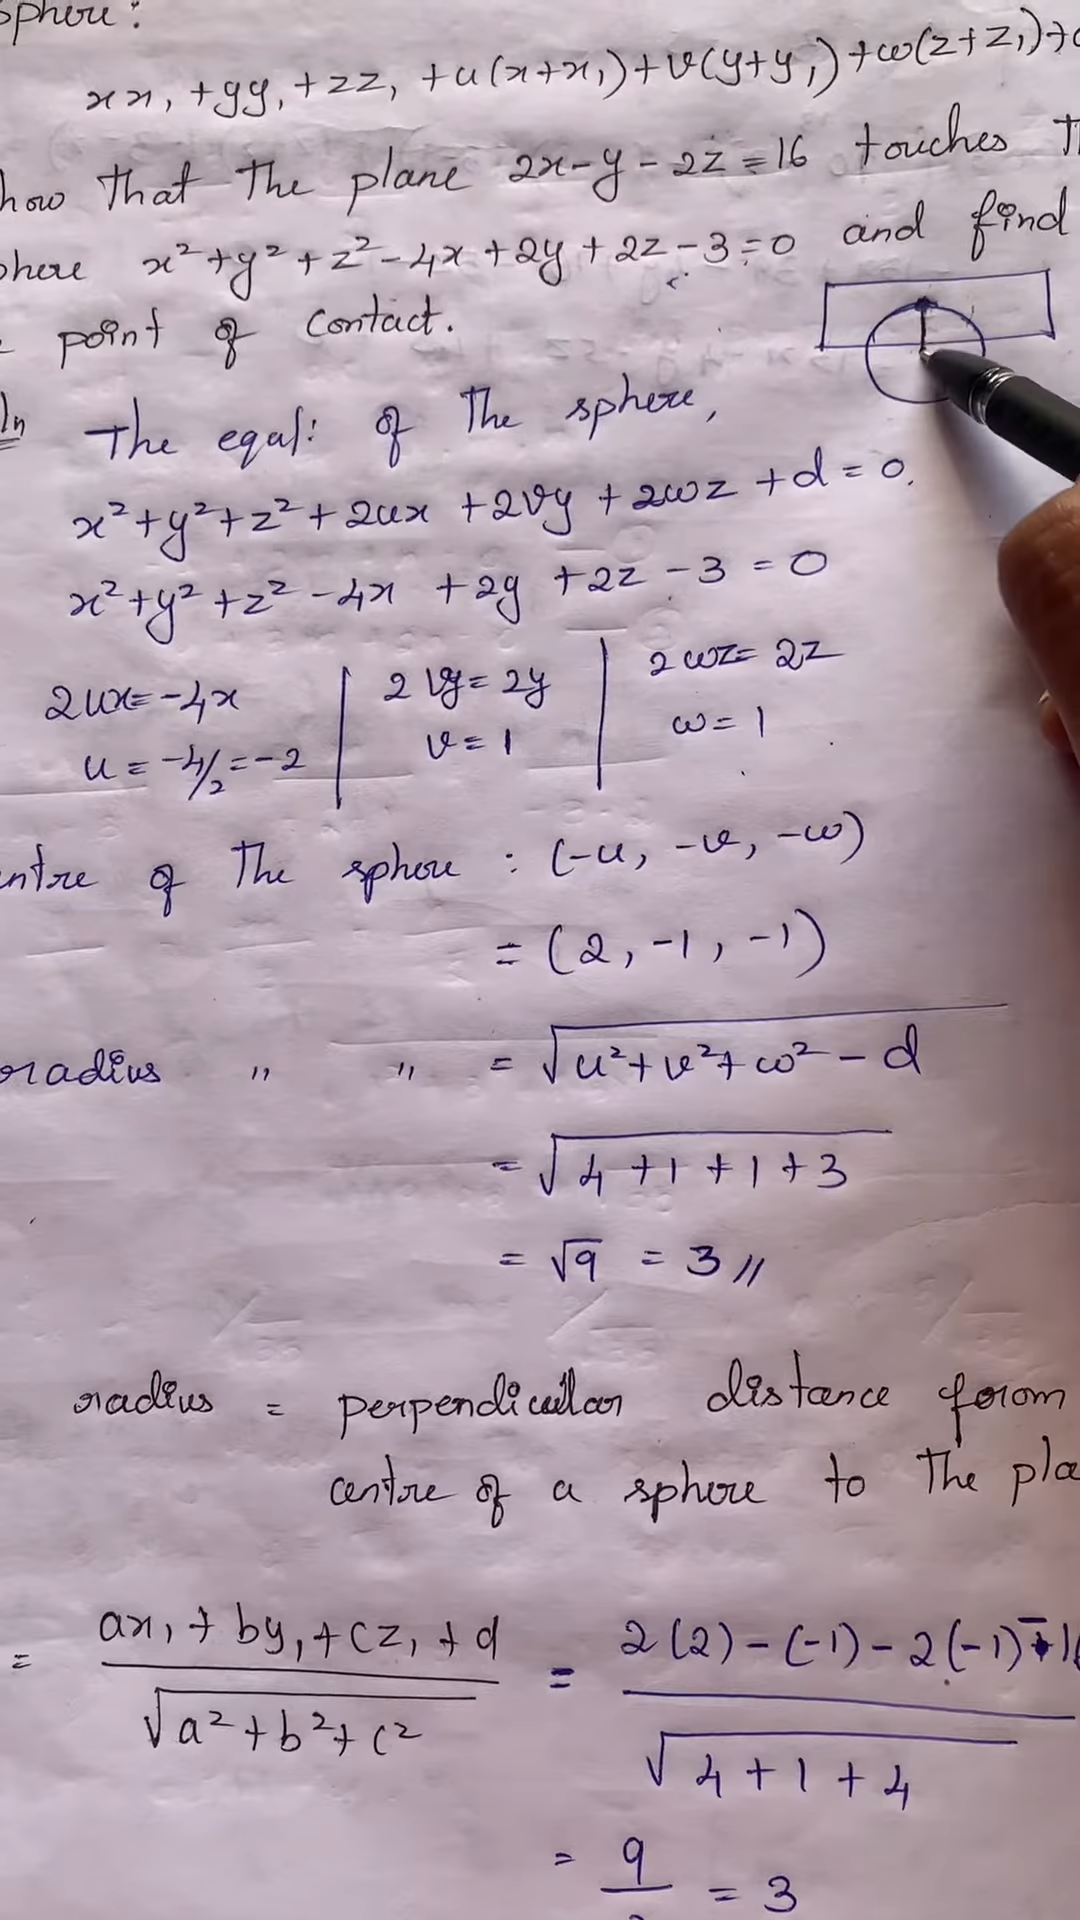 sphere:
xx₁ + yy₁ + zz₁ + u(x+x₁) + v(y+y₁) + w(z+z₁) +
how that the plane 2x - y - 2z = 16 touches
phere x² + y² + z² - 4x + 2y + 2z - 3 = 0 and find
point of contact.
ln The equa!: of the sphere,
x² + y² + z² + 2ux + 2vy + 2wz + d = 0.
x² + y² + z² - 4x + 2y + 2z - 3 = 0
2ux = -4x | 2vy = 2y | 2wz = 2z
u = -4/2 = -2 | v = 1 | w = 1
entre of the sphere : (-u, -v, -w)
= (2, -1, -1)
radius " " = √(u² + v² + w² - d)
= √(4 + 1 + 1 + 3)
= √9 = 3 //
radius = perpendicular distance from
centre of a sphere to the pla
= (ax₁ + by₁ + cz₁ + d) / √(a² + b² + c²) = (2(2) - (-1) - 2(-1) - 1 / √(4 + 1 + 4)
= 9 / = 3